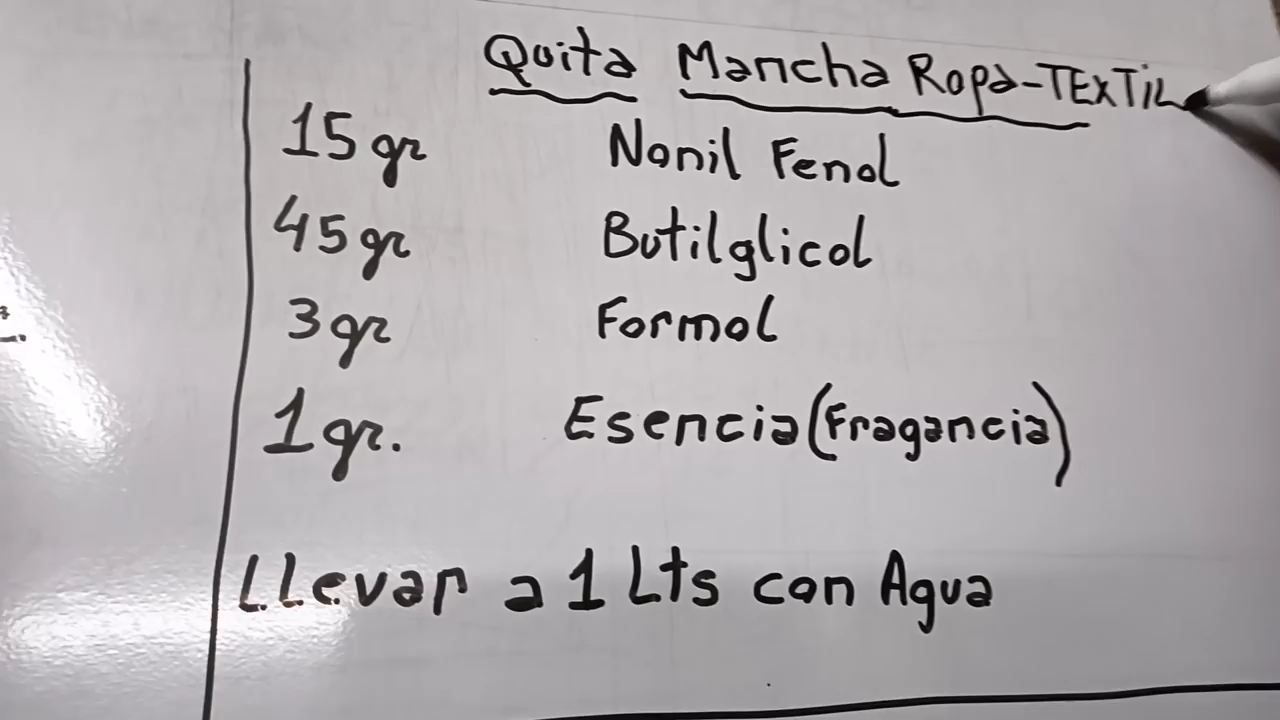 Quita Mancha Ropa-TEXTiL
15 gr Nonil Fenol
45 gr Butilglicol
3 gr Formol
1 gr. Esencia (Fragancia)
Llevar a 1 Lts con Agua